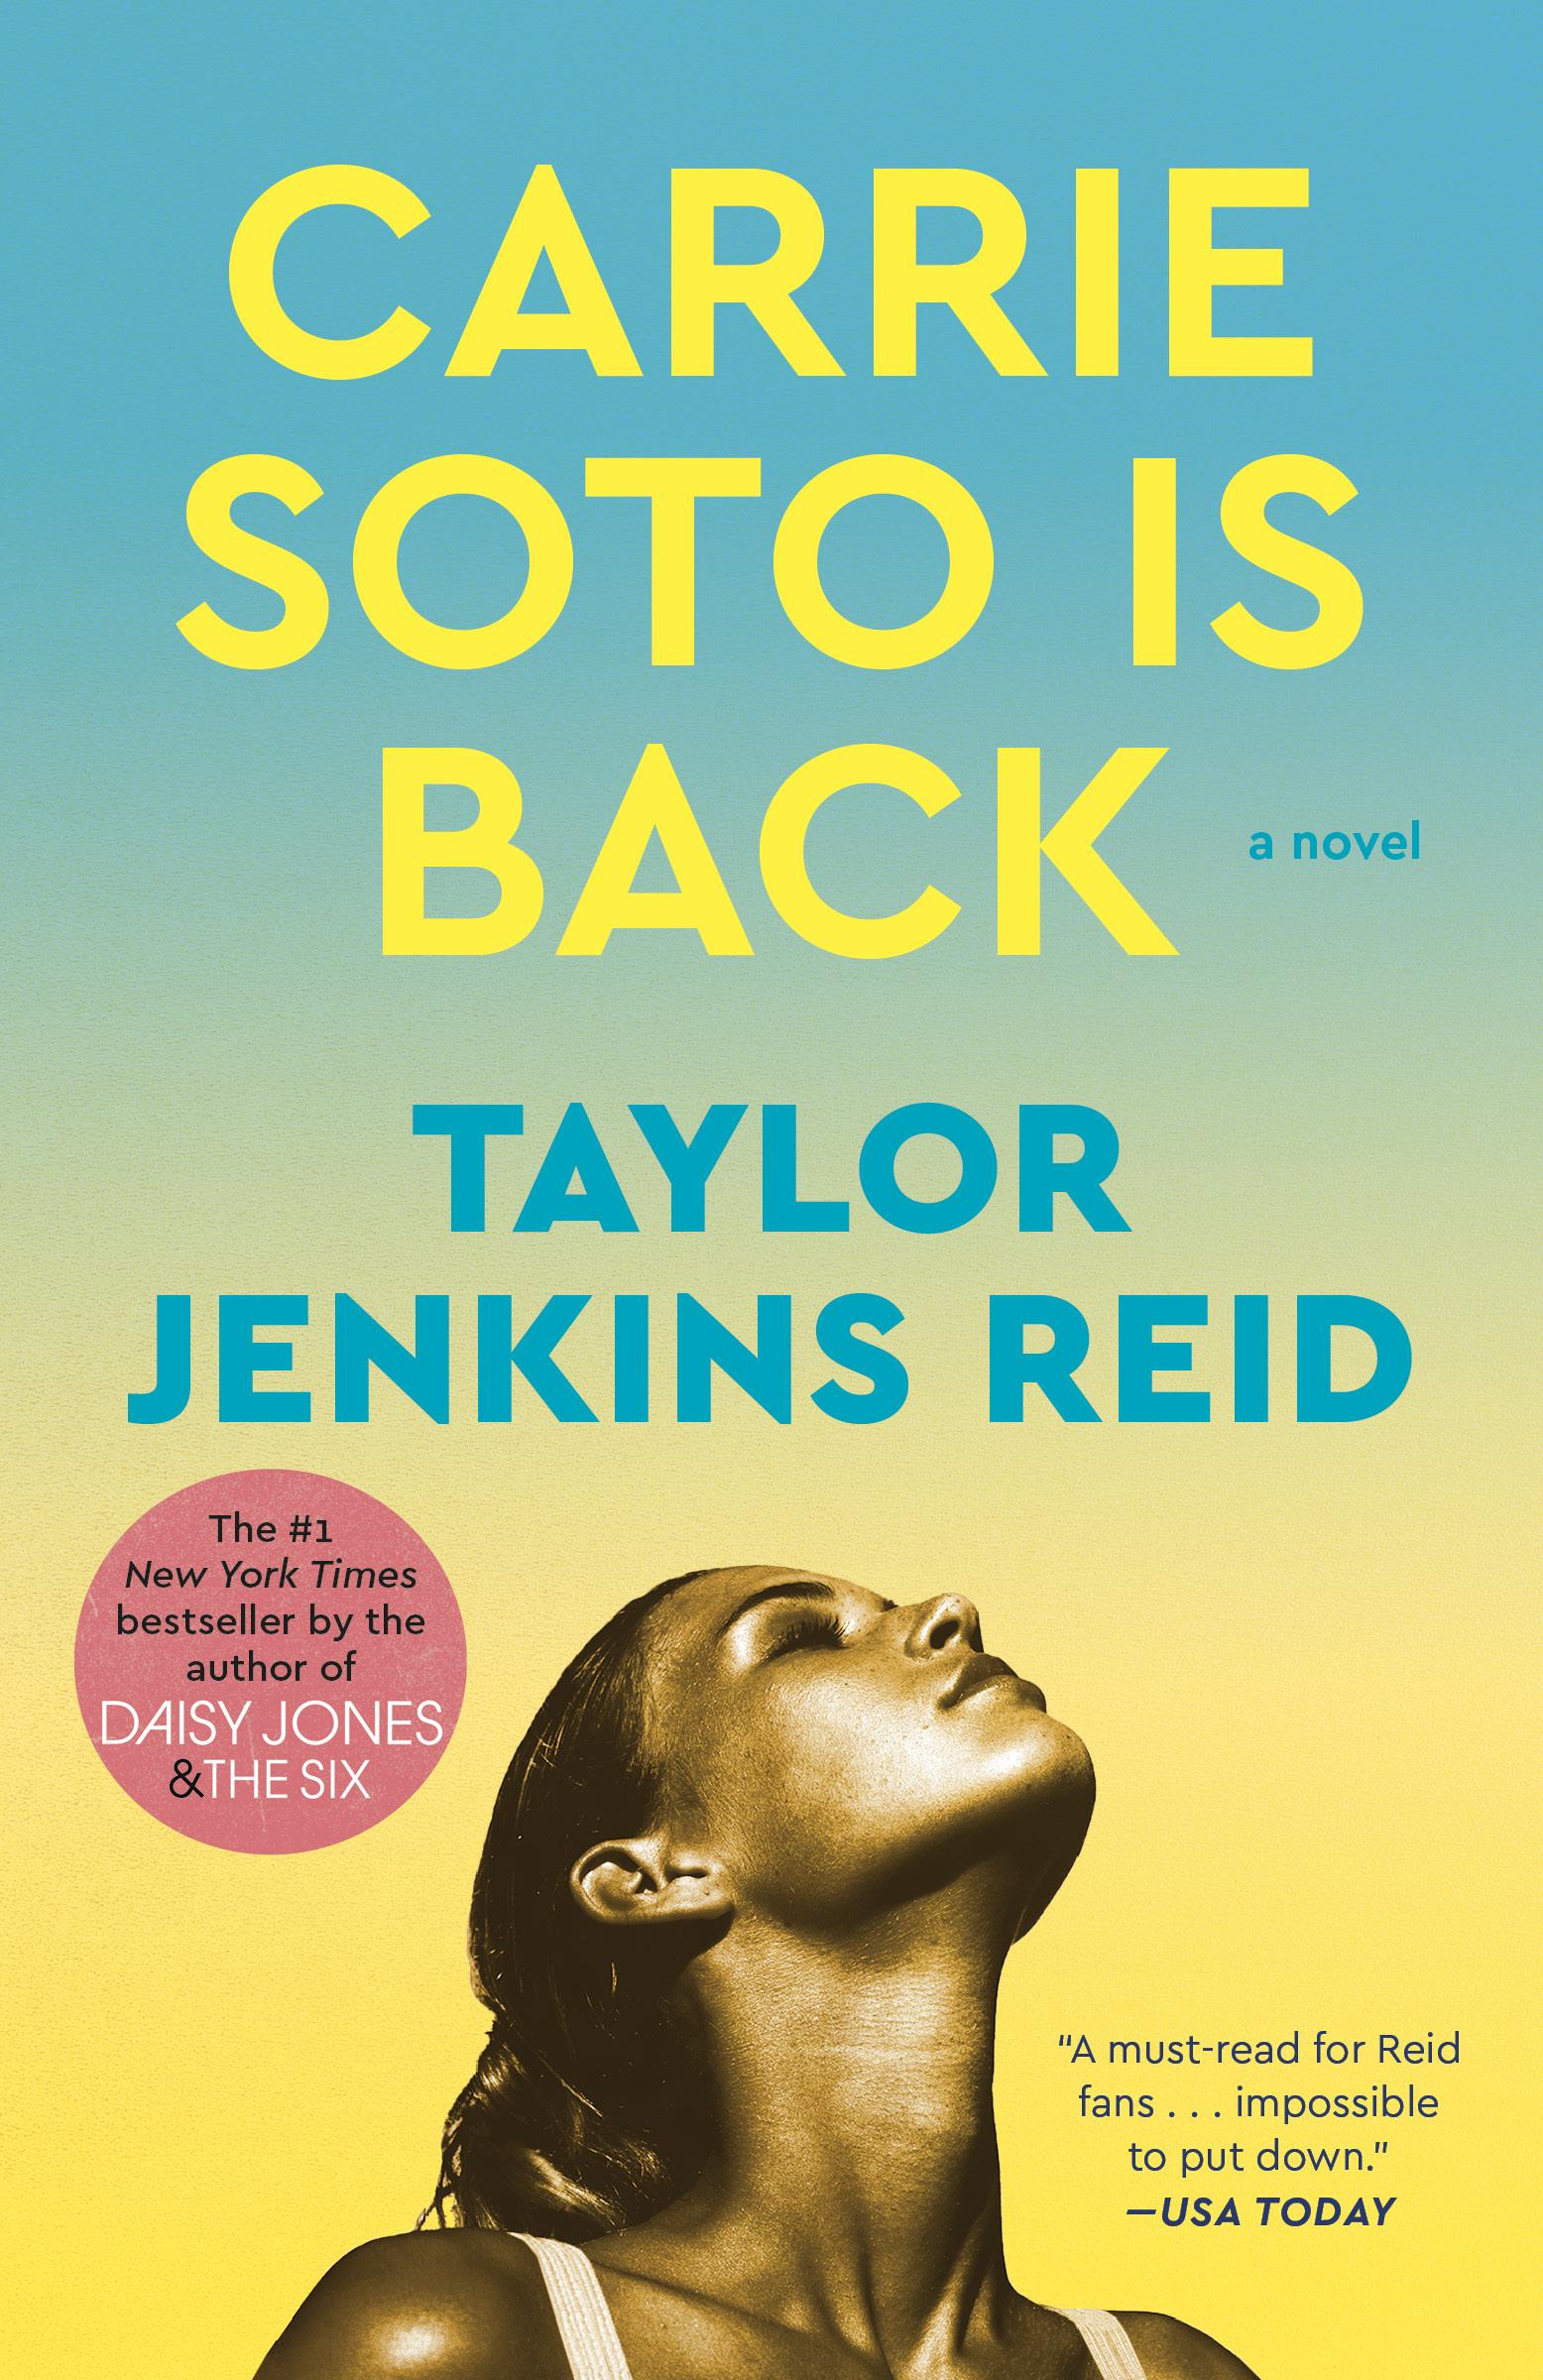 CARRIE
SOTO IS
BACK
a novel
TAYLOR
JENKINS REID
The #1
New York Times
bestseller by the
author of
DAISY JONES
&THE SIX
“A must-read for Reid
fans . . . impossible
to put down.”
—USA TODAY